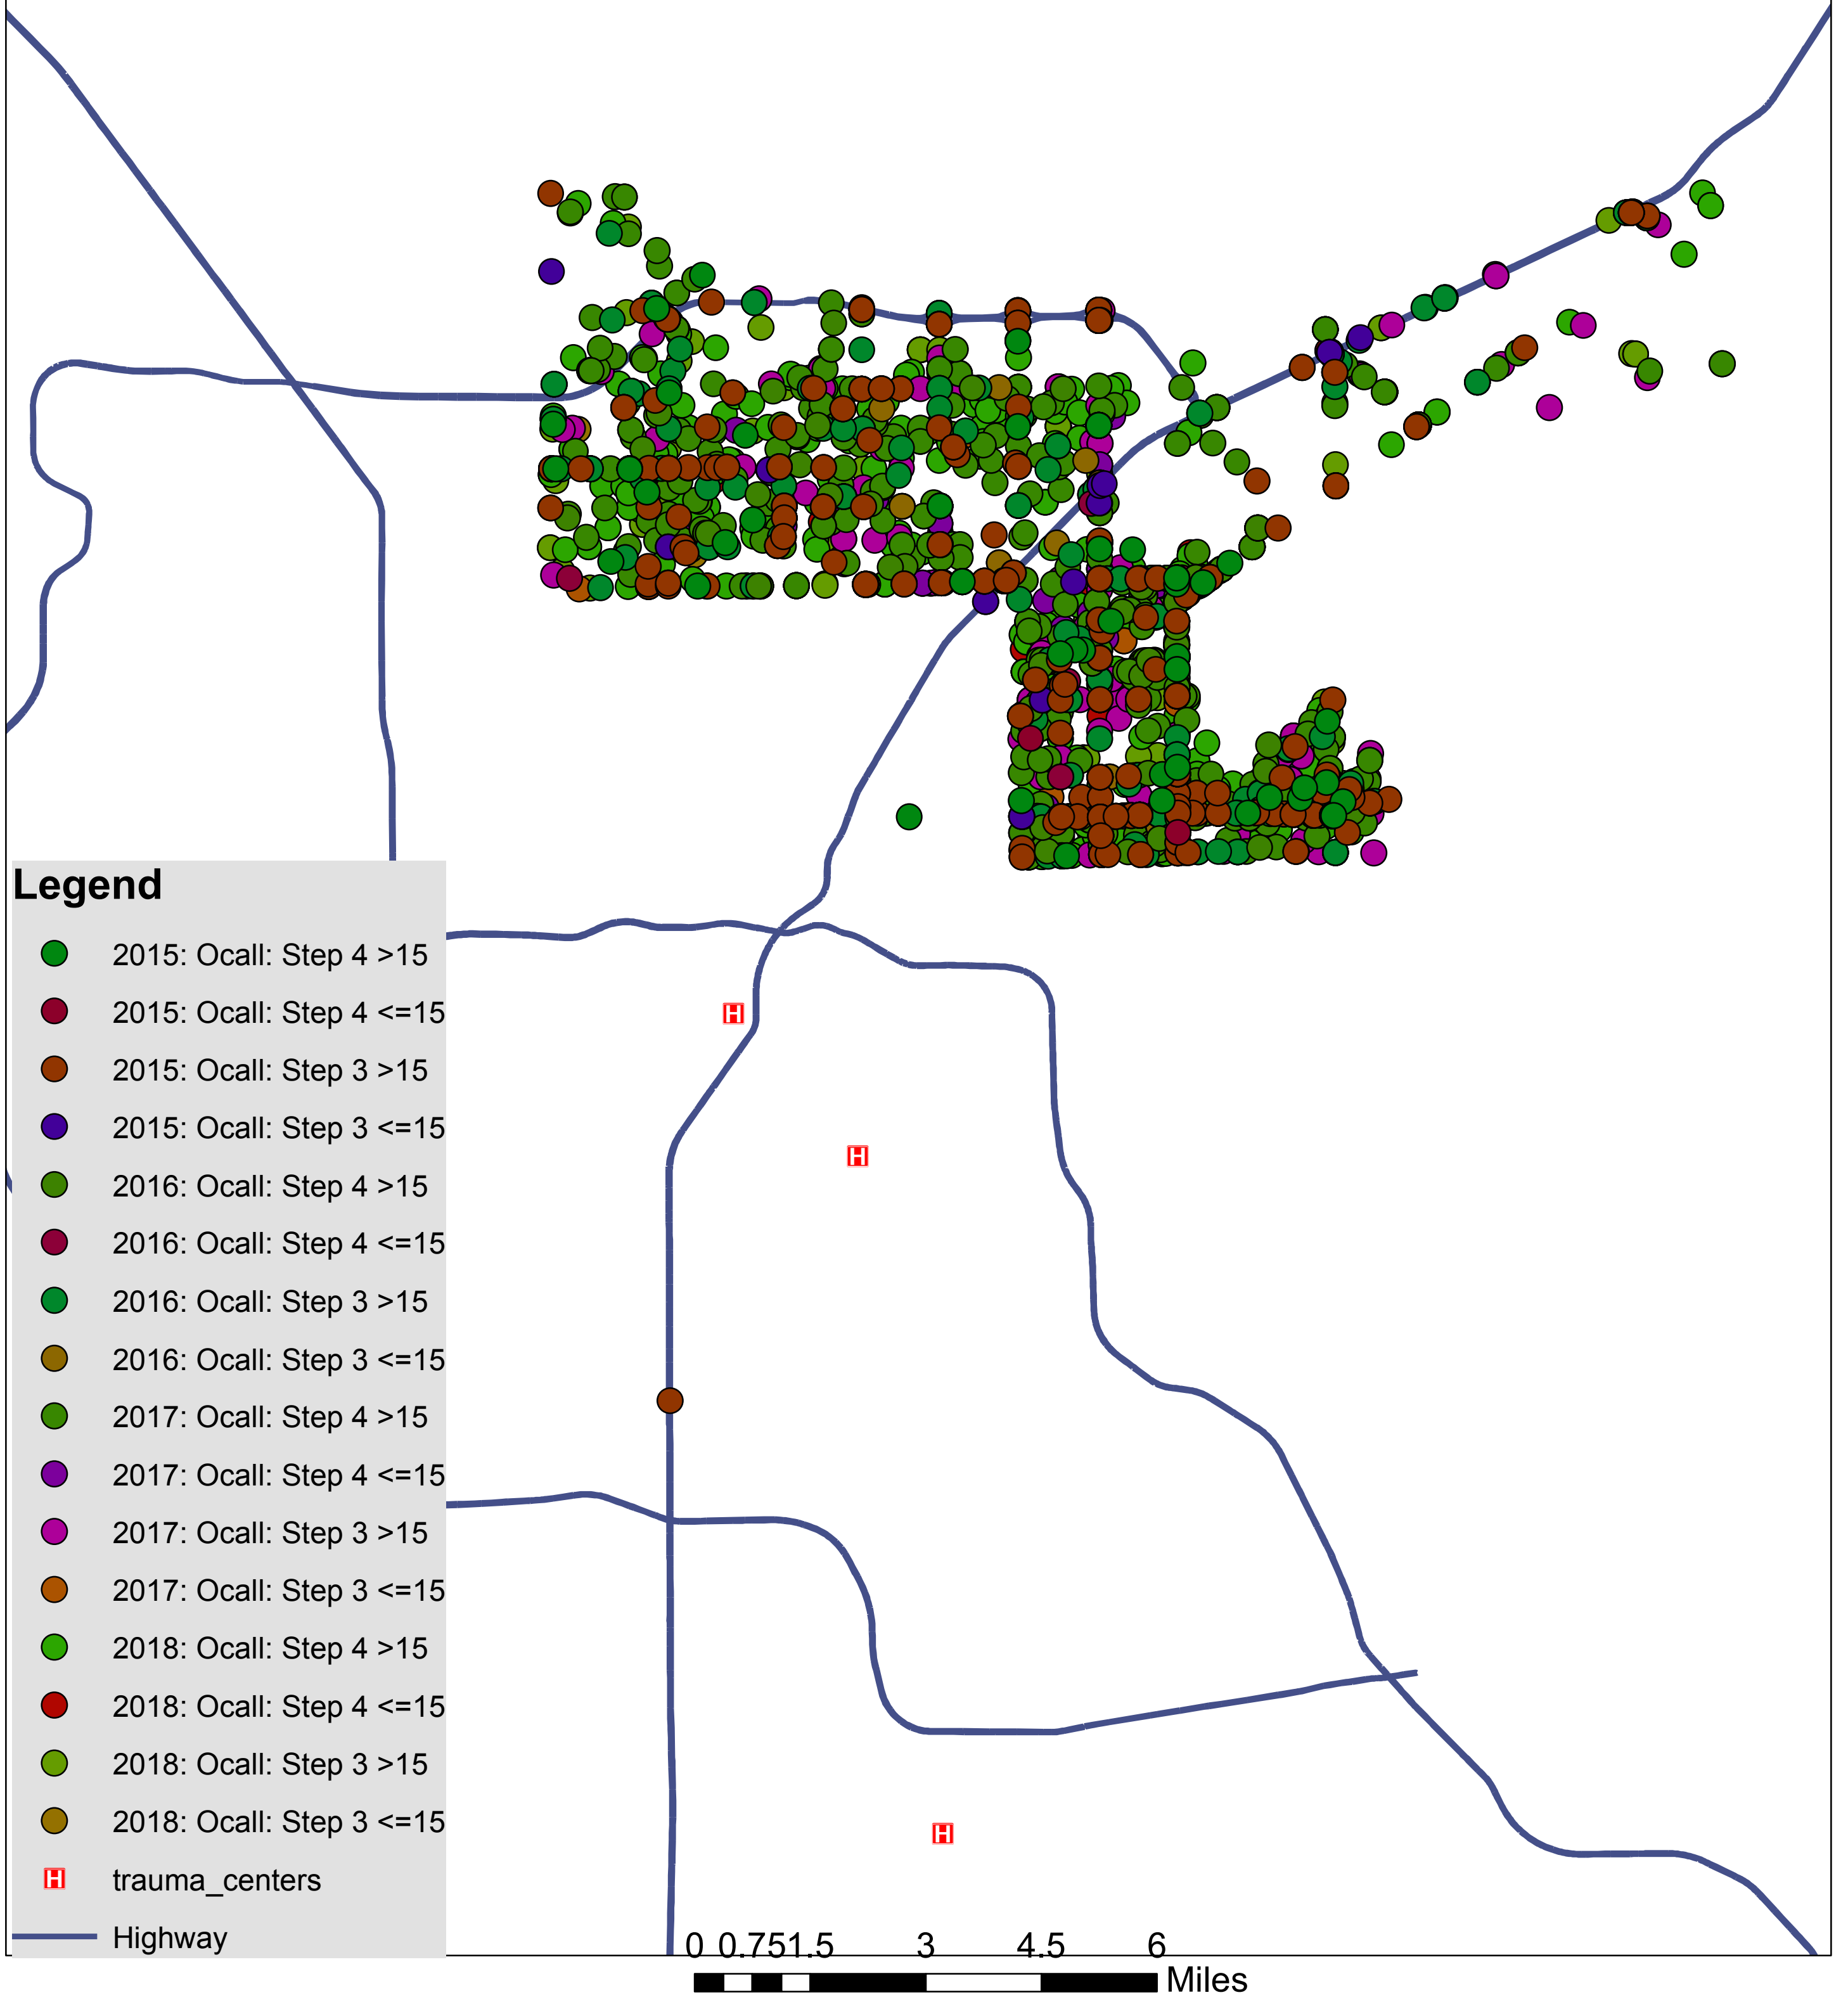 Legend
2015: Ocall: Step 4 >15
2015: Ocall: Step 4 <=15
2015: Ocall: Step 3 >15
2015: Ocall: Step 3 <=15
2016: Ocall: Step 4 >15
2016: Ocall: Step 4 <=15
2016: Ocall: Step 3 >15
2016: Ocall: Step 3 <=15
2017: Ocall: Step 4 >15
2017: Ocall: Step 4 <=15
2017: Ocall: Step 3 >15
2017: Ocall: Step 3 <=15
2018: Ocall: Step 4 >15
2018: Ocall: Step 4 <=15
2018: Ocall: Step 3 >15
2018: Ocall: Step 3 <=15
H trauma_centers
Highway
H
H
H
0 0.75 1.5 3 4.5 6
Miles